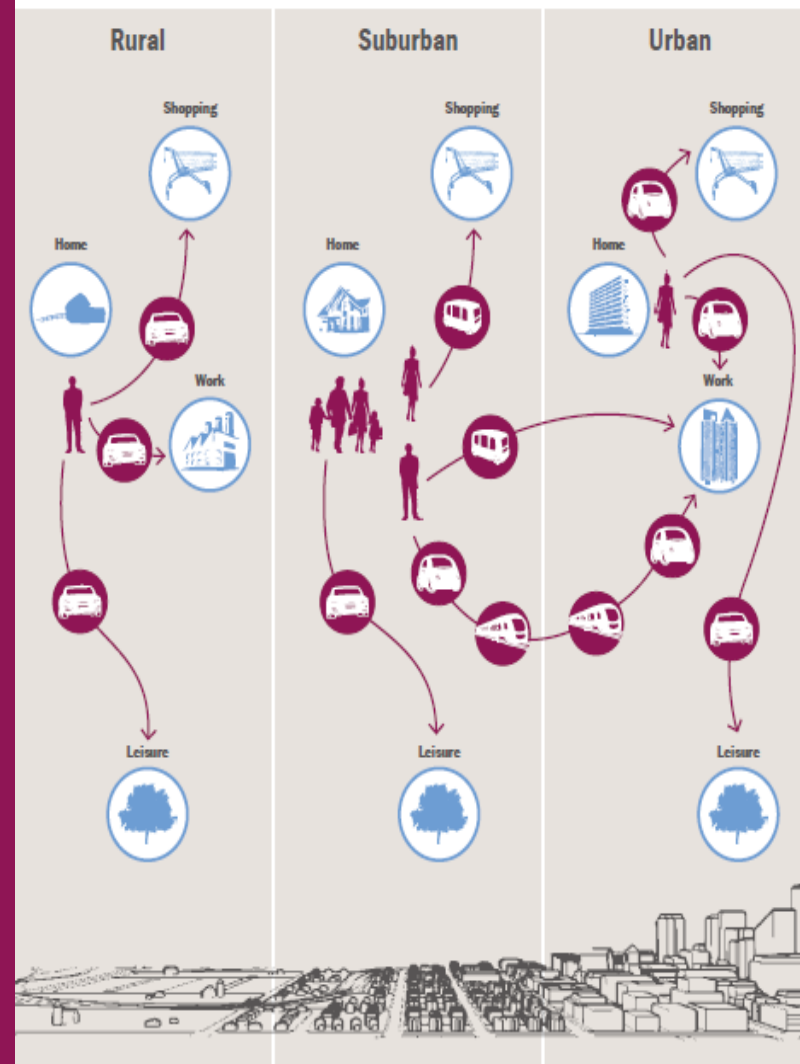 Rural
Suburban
Urban
Shopping
Shopping
Shopping
Home
Home
Home
Work
Work
Leisure
Leisure
Leisure